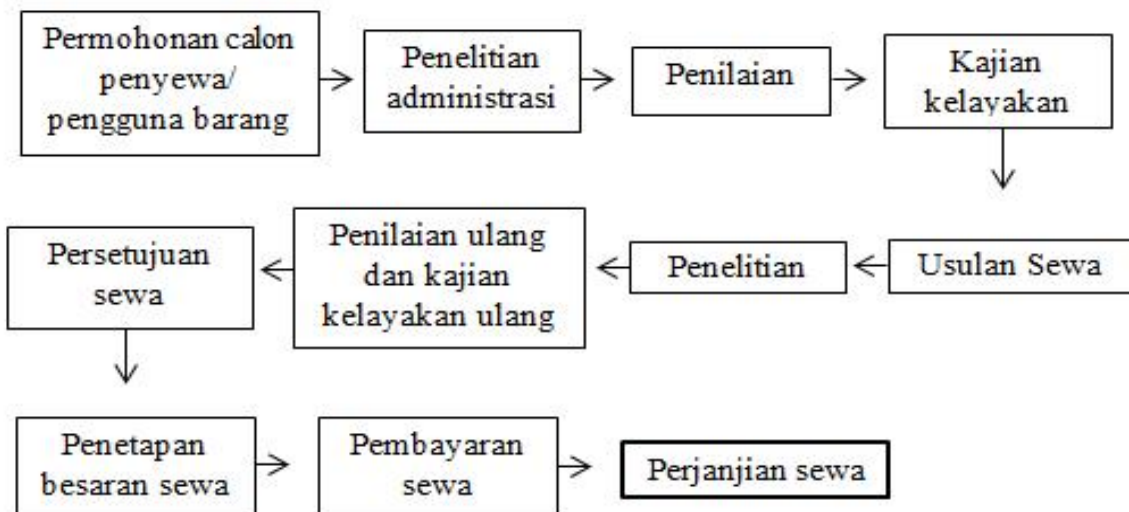 Permohonan calon
penyewa/
pengguna barang
Penelitian
administrasi
Penilaian
Kajian
kelayakan
Usulan Sewa
Penelitian
Penilaian ulang
dan kajian
kelayakan ulang
Persetujuan
sewa
Penetapan
besaran sewa
Pembayaran
sewa
Perjanjian sewa